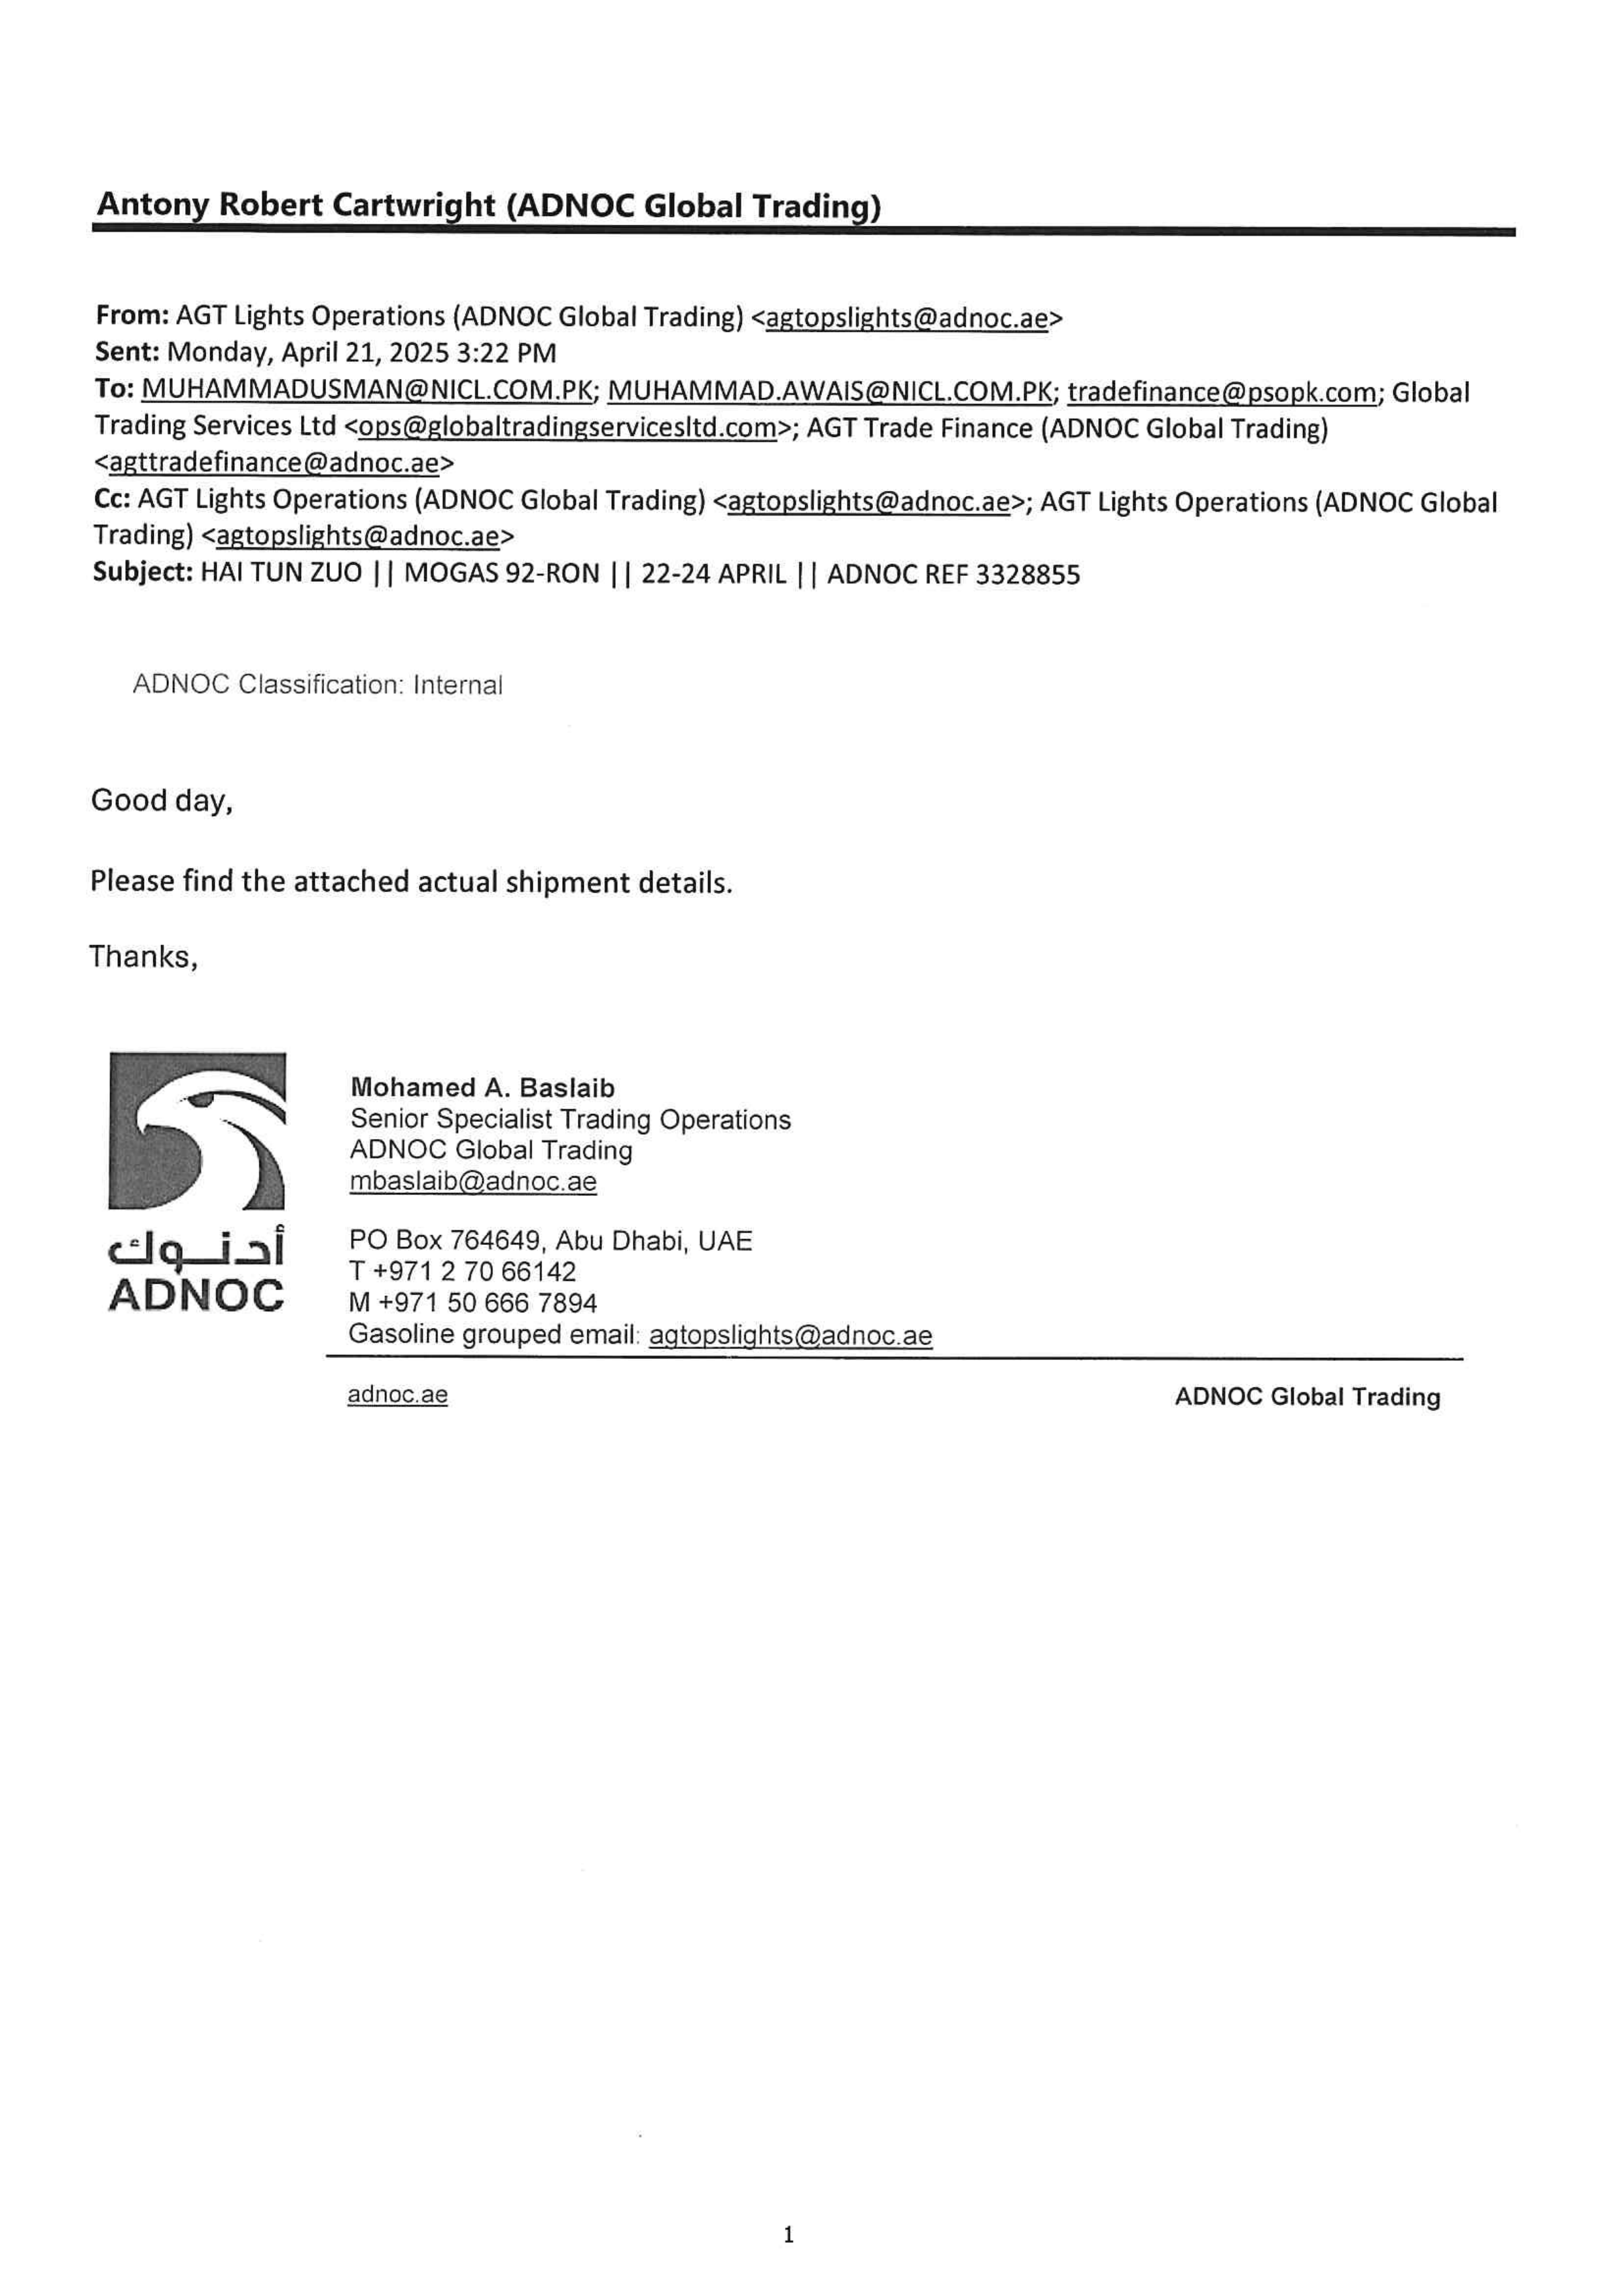 Antony Robert Cartwright (ADNOC Global Trading)
From: AGT Lights Operations (ADNOC Global Trading) <agtopslights@adnoc.ae>
Sent: Monday, April 21, 2025 3:22 PM
To: MUHAMMADUSMAN@NICL.COM.PK; MUHAMMAD.AWAIS@NICL.COM.PK; tradefinance@psopk.com; Global
Trading Services Ltd <ops@globaltradingservicesltd.com>; AGT Trade Finance (ADNOC Global Trading)
<agttradefinance@adnoc.ae>
Cc: AGT Lights Operations (ADNOC Global Trading) <agtopslights@adnoc.ae>; AGT Lights Operations (ADNOC Global
Trading) <agtopslights@adnoc.ae>
Subject: HAI TUN ZUO || MOGAS 92-RON || 22-24 APRIL || ADNOC REF 3328855
ADNOC Classification: Internal
Good day,
Please find the attached actual shipment details.
Thanks,
Mohamed A. Baslaib
Senior Specialist Trading Operations
ADNOC Global Trading
mbaslaib@adnoc.ae
أدنوك
ADNOC
PO Box 764649, Abu Dhabi, UAE
T +971 2 70 66142
M +971 50 666 7894
Gasoline grouped email: agtopslights@adnoc.ae
adnoc.ae
ADNOC Global Trading
1